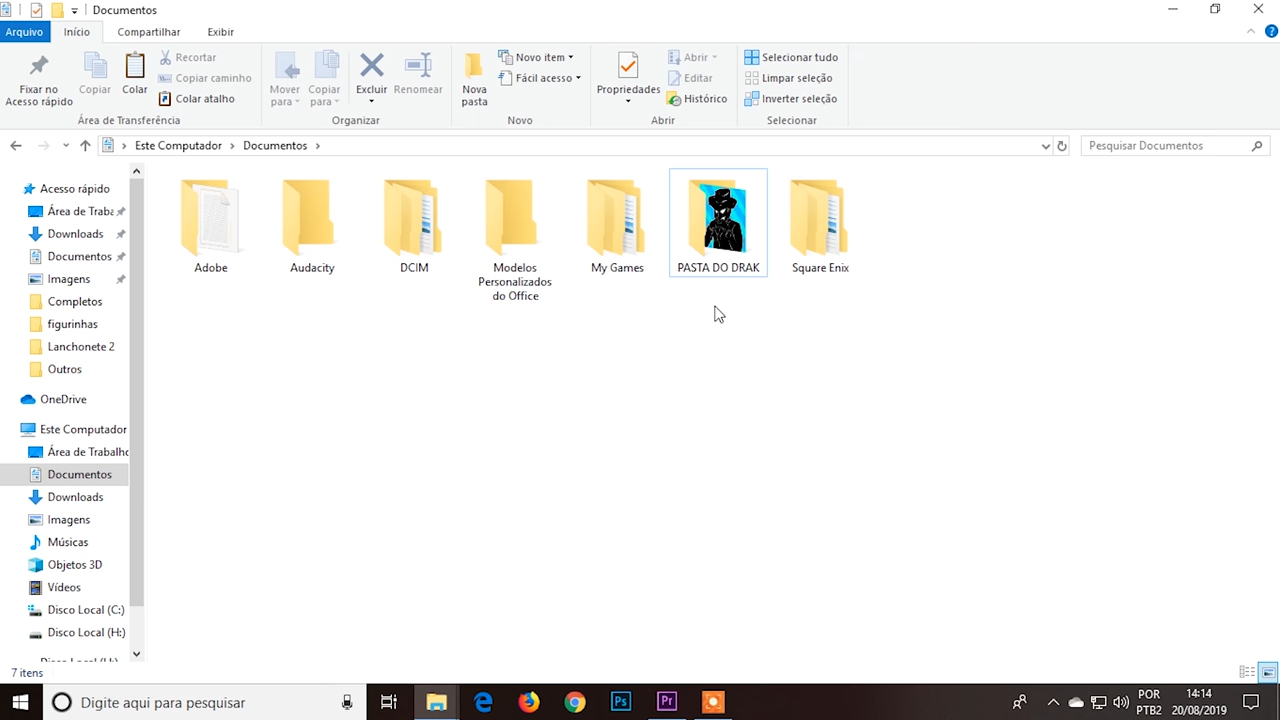 Documentos
Arquivo Início Compartilhar Exibir
Fixar no Acesso rápido
Copiar
Colar
Recortar
Copiar caminho
Colar atalho
Área de Transferência
Mover para
Copiar para
Excluir
Renomear
Organizar
Nova pasta
Novo item
Fácil acesso
Novo
Propriedades
Abrir
Editar
Histórico
Abrir
Selecionar tudo
Limpar seleção
Inverter seleção
Selecionar
Este Computador Documentos
Pesquisar Documentos
Acesso rápido
Área de Traba
Downloads
Documentos
Imagens
Completos
figurinhas
Lanchonete 2
Outros
OneDrive
Este Computador
Área de Trabalho
Documentos
Downloads
Imagens
Músicas
Objetos 3D
Vídeos
Disco Local (C:)
Disco Local (H:)
Adobe
Audacity
DCIM
Modelos
Personalizados
do Office
My Games
PASTA DO DRAK
Square Enix
7 itens
Digite aqui para pesquisar
Ps
Pr
POR
PTB2
14:14
20/08/2019